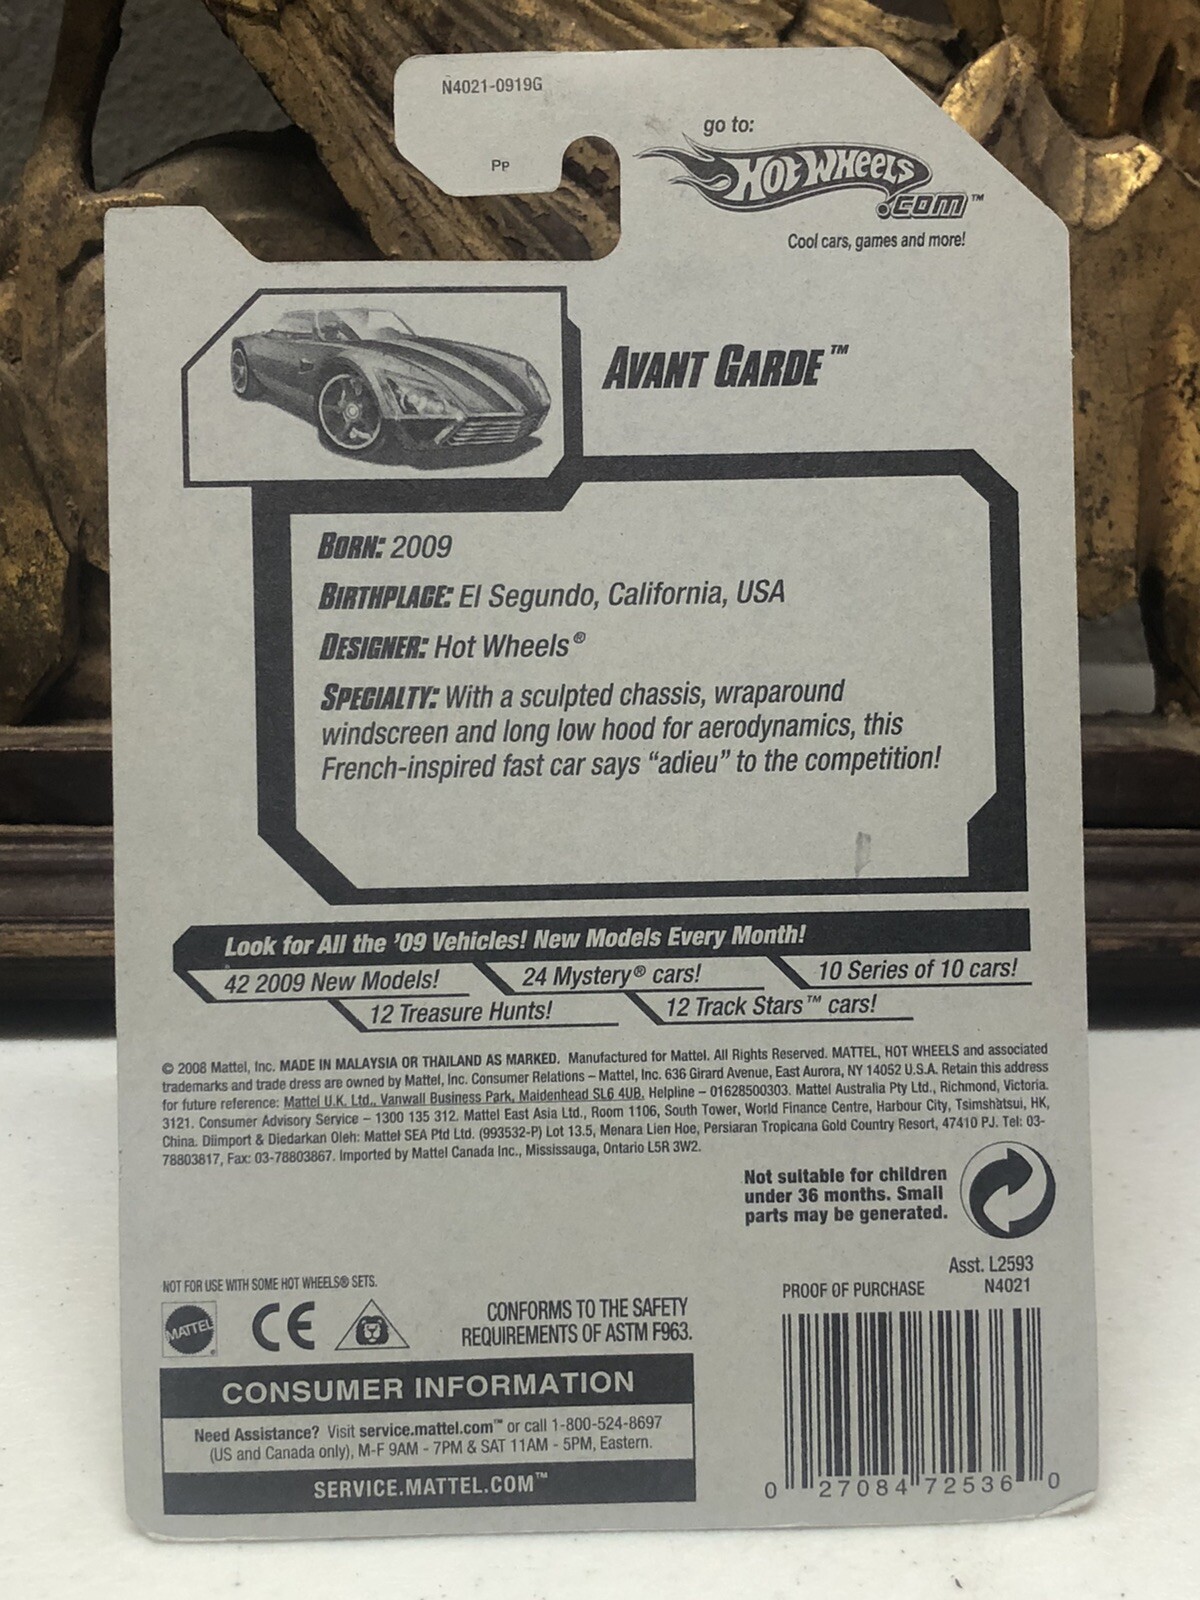 N4021-0919G
Pp
go to:
HOT WHEELS
.COM™
Cool cars, games and more!
AVANT GARDE™
BORN: 2009
BIRTHPLACE: El Segundo, California, USA
DESIGNER: Hot Wheels®
SPECIALTY: With a sculpted chassis, wraparound
windscreen and long low hood for aerodynamics, this
French-inspired fast car says “adieu” to the competition!
Look for All the '09 Vehicles! New Models Every Month!
42 2009 New Models! 24 Mystery® cars! 10 Series of 10 cars!
12 Treasure Hunts! 12 Track Stars™ cars!
© 2008 Mattel, Inc. MADE IN MALAYSIA OR THAILAND AS MARKED. Manufactured for Mattel. All Rights Reserved. MATTEL, HOT WHEELS and associated
trademarks and trade dress are owned by Mattel, Inc. Consumer Relations – Mattel, Inc. 636 Girard Avenue, East Aurora, NY 14052 U.S.A. Retain this address
for future reference: Mattel U.K. Ltd., Vanwall Business Park, Maidenhead SL6 4UB. Helpline – 01628500303. Mattel Australia Pty Ltd., Richmond, Victoria.
3121. Consumer Advisory Service – 1300 135 312. Mattel East Asia Ltd., Room 1106, South Tower, World Finance Centre, Harbour City, Tsimshatsui, HK,
China. Diimport & Diedarkan Oleh: Mattel SEA Ptd Ltd. (993532-P) Lot 13.5, Menara Lien Hoe, Persiaran Tropicana Gold Country Resort, 47410 PJ. Tel: 03-
78803817, Fax: 03-78803867. Imported by Mattel Canada Inc., Mississauga, Ontario L5R 3W2.
Not suitable for children
under 36 months. Small
parts may be generated.
Asst. L2593
NOT FOR USE WITH SOME HOT WHEELS® SETS.
PROOF OF PURCHASE N4021
MATTEL
CE
CONFORMS TO THE SAFETY
REQUIREMENTS OF ASTM F963.
CONSUMER INFORMATION
Need Assistance? Visit service.mattel.com™ or call 1-800-524-8697
(US and Canada only), M-F 9AM - 7PM & SAT 11AM - 5PM, Eastern.
SERVICE.MATTEL.COM™
0 27084 72536 0